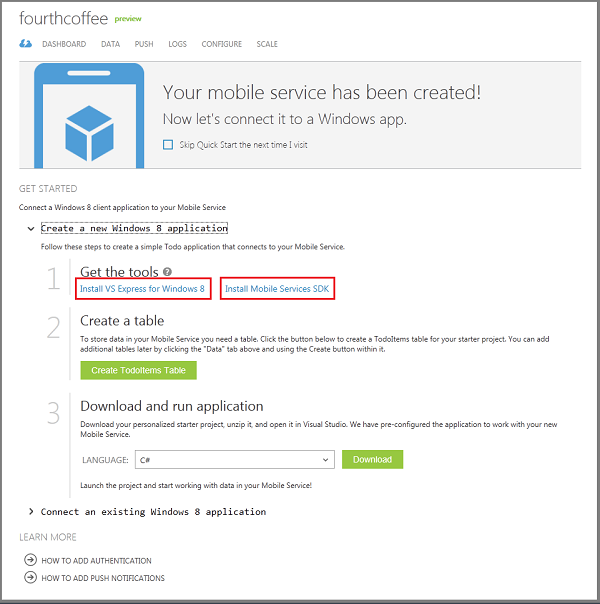 fourthcoffee preview
DASHBOARD DATA PUSH LOGS CONFIGURE SCALE
Your mobile service has been created!
Now let's connect it to a Windows app.
Skip Quick Start the next time I visit
GET STARTED
Connect a Windows 8 client application to your Mobile Service
Create a new Windows 8 application
Follow these steps to create a simple Todo application that connects to your Mobile Service.
1 Get the tools ?
Install VS Express for Windows 8 Install Mobile Services SDK
2 Create a table
To store data in your Mobile Service you need a table. Click the button below to create a TodoItems table for your starter project. You can add
additional tables later by clicking the "Data" tab above and using the Create button within it.
Create TodoItems Table
3 Download and run application
Download your personalized starter project, unzip it, and open it in Visual Studio. We have pre-configured the application to work with your new
Mobile Service.
LANGUAGE: C# Download
Launch the project and start working with data in your Mobile Service!
Connect an existing Windows 8 application
LEARN MORE
HOW TO ADD AUTHENTICATION
HOW TO ADD PUSH NOTIFICATIONS